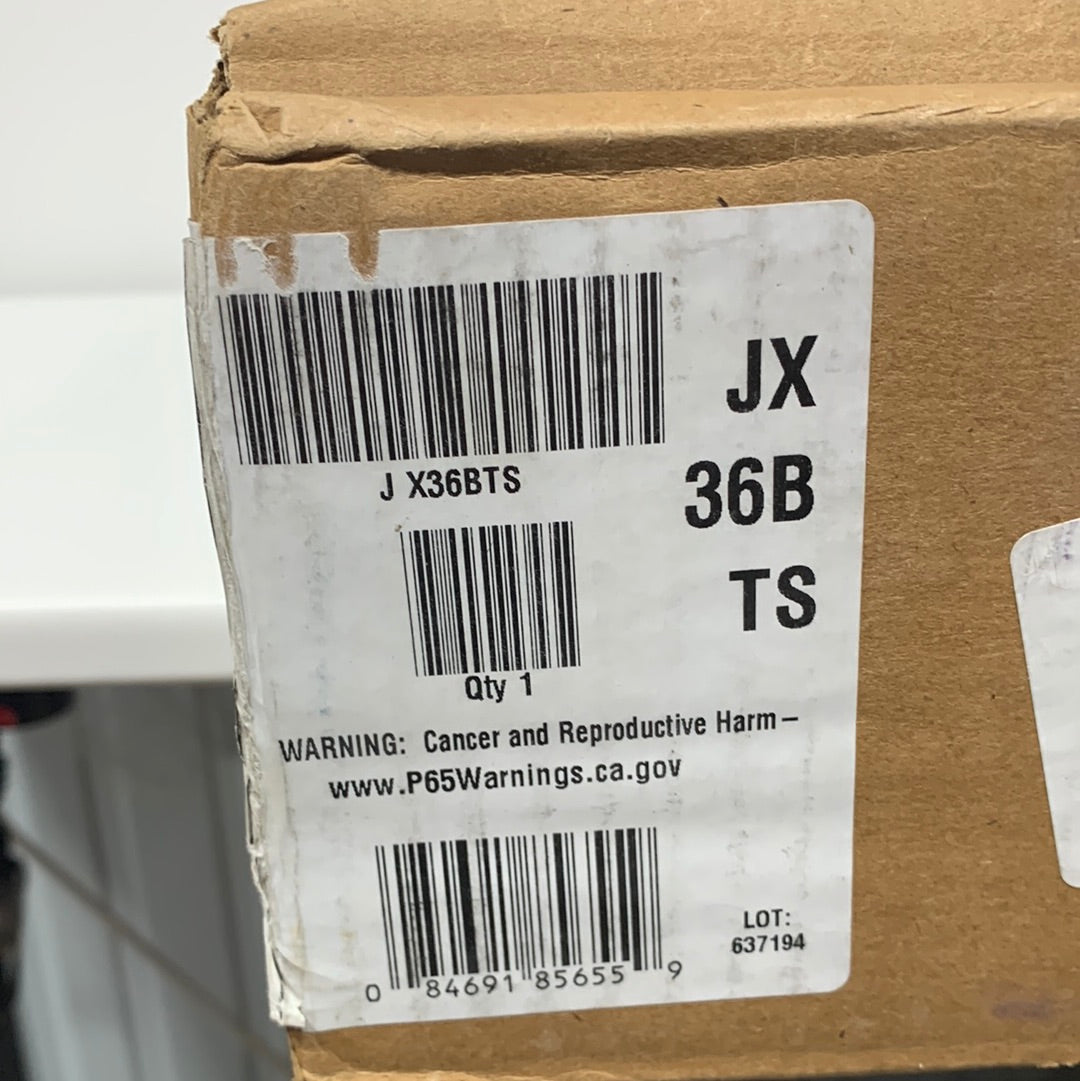 JX
36B
TS
J X36BTS
Qty 1
WARNING: Cancer and Reproductive Harm—
www.P65Warnings.ca.gov
LOT:
637194
0 84691 85655 9